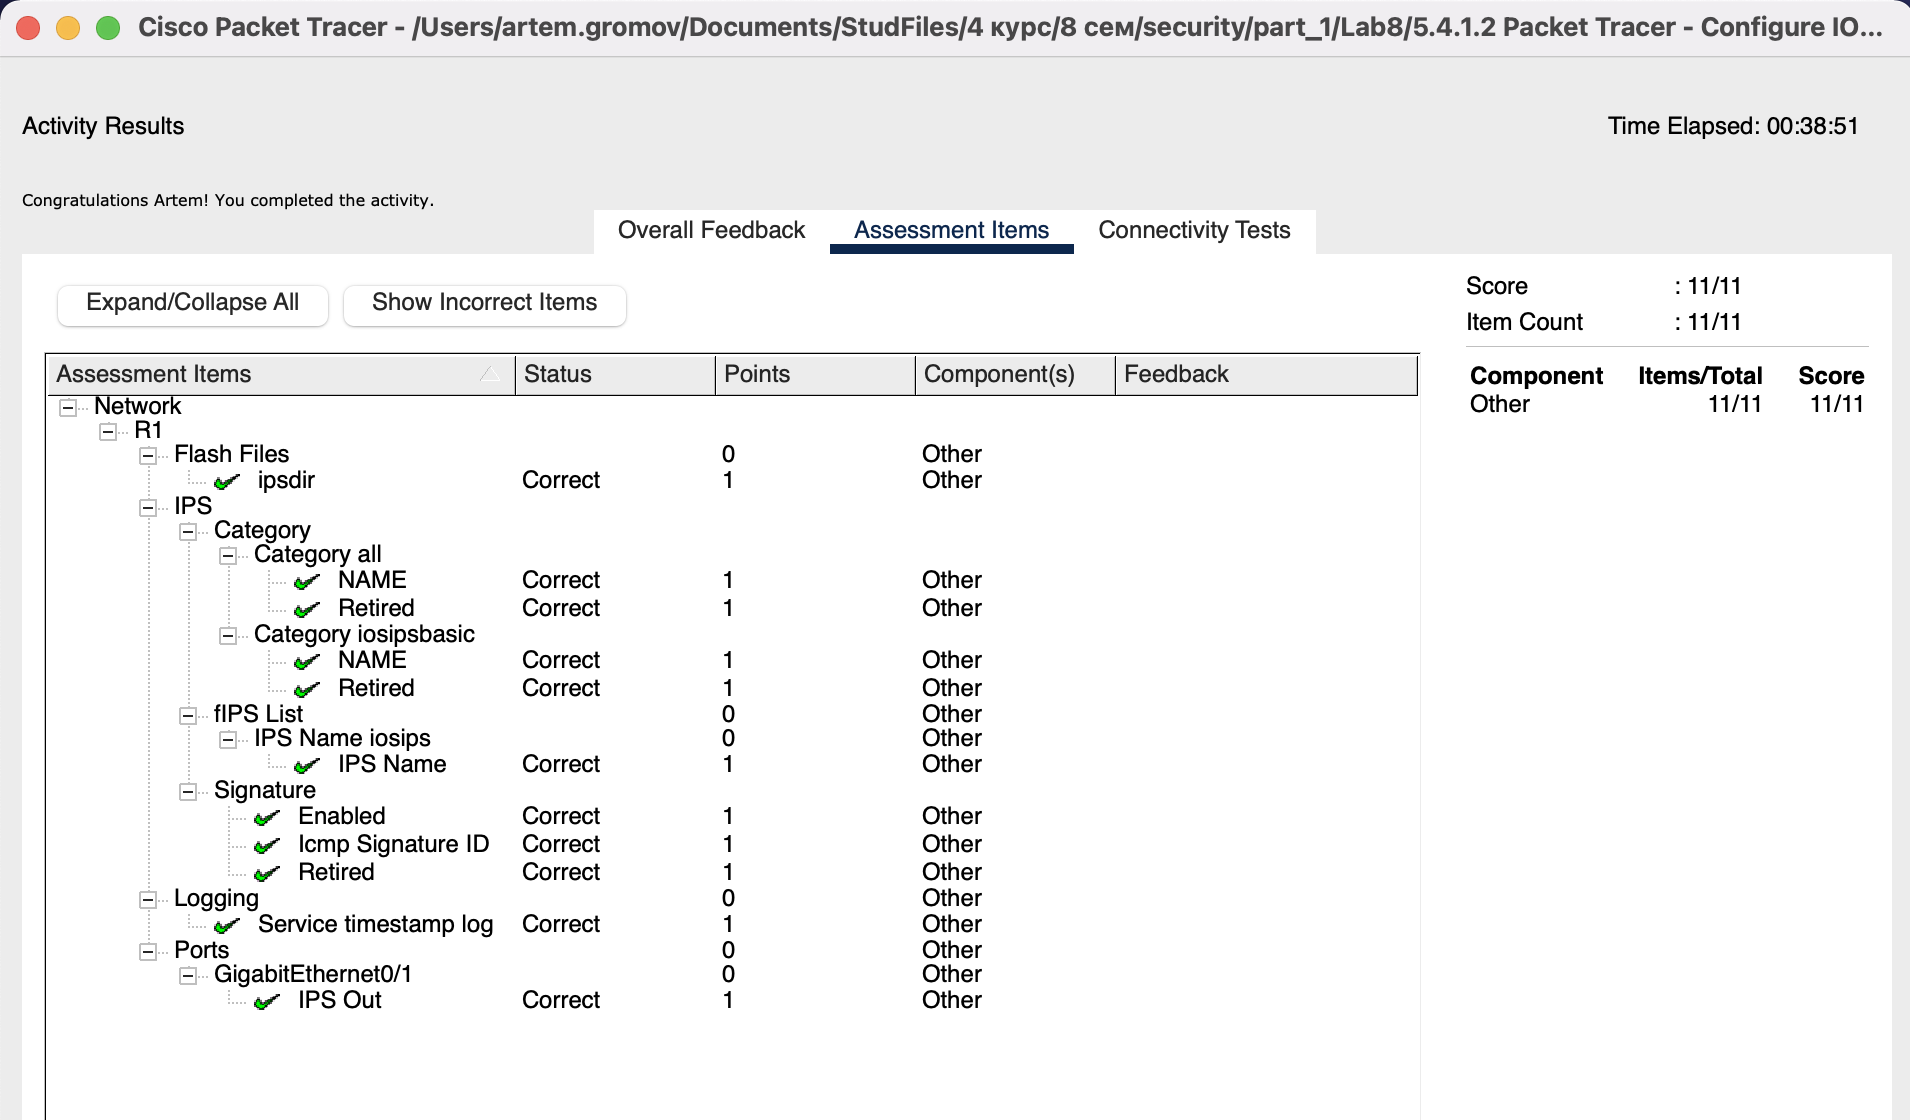 Cisco Packet Tracer - /Users/artem.gromov/Documents/StudFiles/4 курс/8 сем/security/part_1/Lab8/5.4.1.2 Packet Tracer - Configure IO...
Activity Results
Time Elapsed: 00:38:51
Congratulations Artem! You completed the activity.
Overall Feedback Assessment Items Connectivity Tests
Expand/Collapse All Show Incorrect Items
Score : 11/11
Item Count : 11/11
Component Items/Total Score
Other 11/11 11/11
Assessment Items Status Points Component(s) Feedback
Network
R1
Flash Files 0 Other
ipsdir Correct 1 Other
IPS
Category
Category all
NAME Correct 1 Other
Retired Correct 1 Other
Category iosipsbasic
NAME Correct 1 Other
Retired Correct 1 Other
fIPS List 0 Other
IPS Name iosips 0 Other
IPS Name Correct 1 Other
Signature
Enabled Correct 1 Other
Icmp Signature ID Correct 1 Other
Retired Correct 1 Other
Logging 0 Other
Service timestamp log Correct 1 Other
Ports 0 Other
GigabitEthernet0/1 0 Other
IPS Out Correct 1 Other